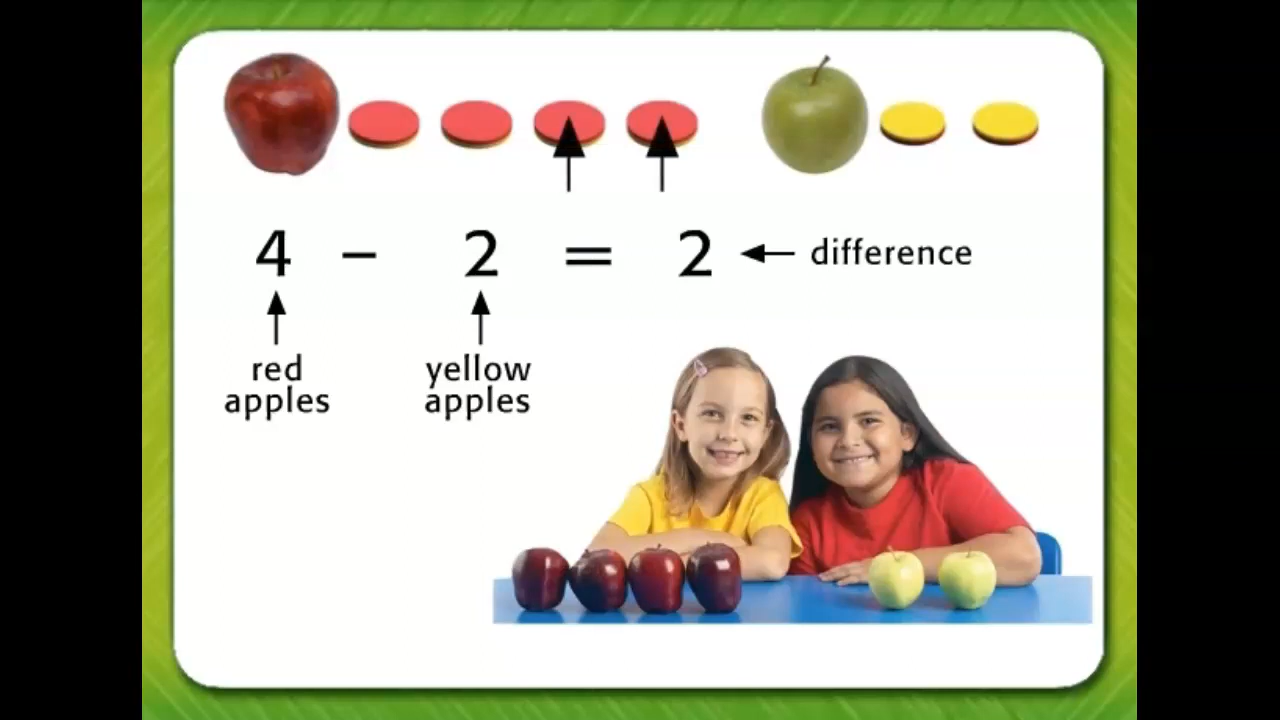 4 – 2 = 2 difference
red apples
yellow apples